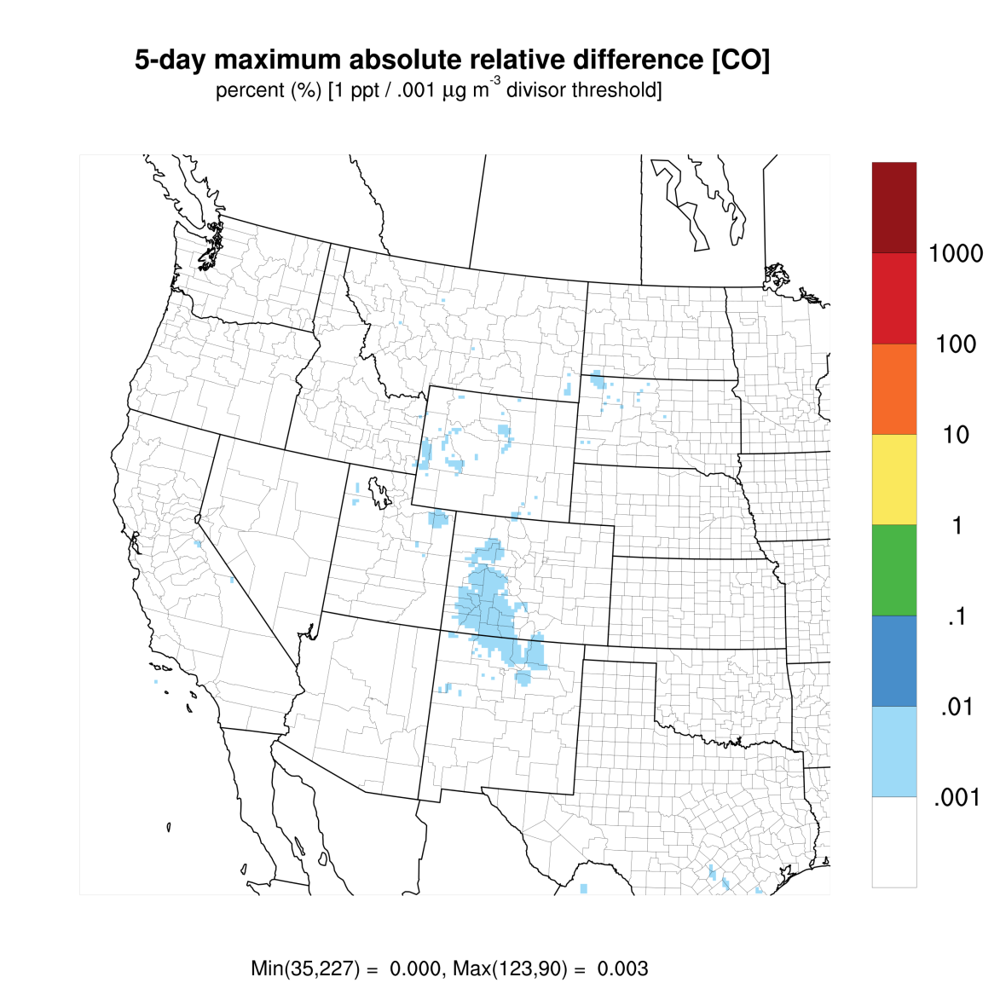 5-day maximum absolute relative difference [CO]
percent (%) [1 ppt / .001 µg m-3 divisor threshold]
1000
100
10
1
.1
.01
.001
Min(35,227) = 0.000, Max(123,90) = 0.003